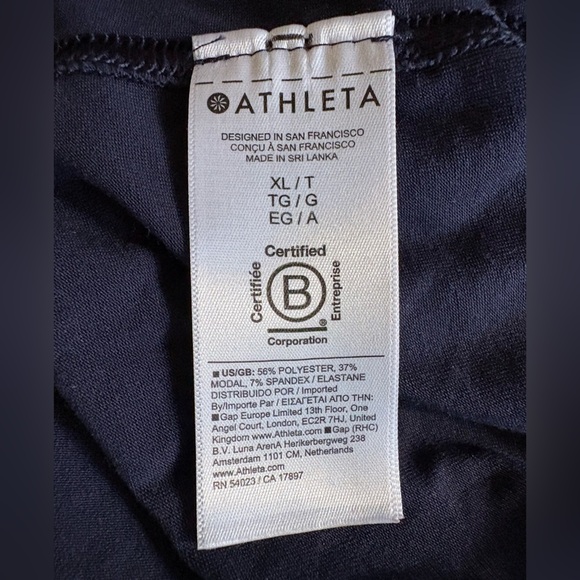 ATHLETA
DESIGNED IN SAN FRANCISCO
CONÇU À SAN FRANCISCO
MADE IN SRI LANKA
XL / T
TG / G
EG / A
Certified
Certifiée
B
Entreprise
®
Corporation
■ US/GB: 56% POLYESTER, 37%
MODAL, 7% SPANDEX / ELASTANE
DISTRIBUIDO POR / Imported
By/Importe Par / ΕΙΣΑΓΕΤΑΙ ΑΠΟ ΤΗΝ:
■ Gap Europe Limited 13th Floor, One
Angel Court, London, EC2R 7HJ, United
Kingdom www.Athleta.com ■ Gap (RHC)
B.V. Luna ArenA Herikerbergweg 238
Amsterdam 1101 CM, Netherlands
www.Athleta.com
RN 54023 / CA 17897